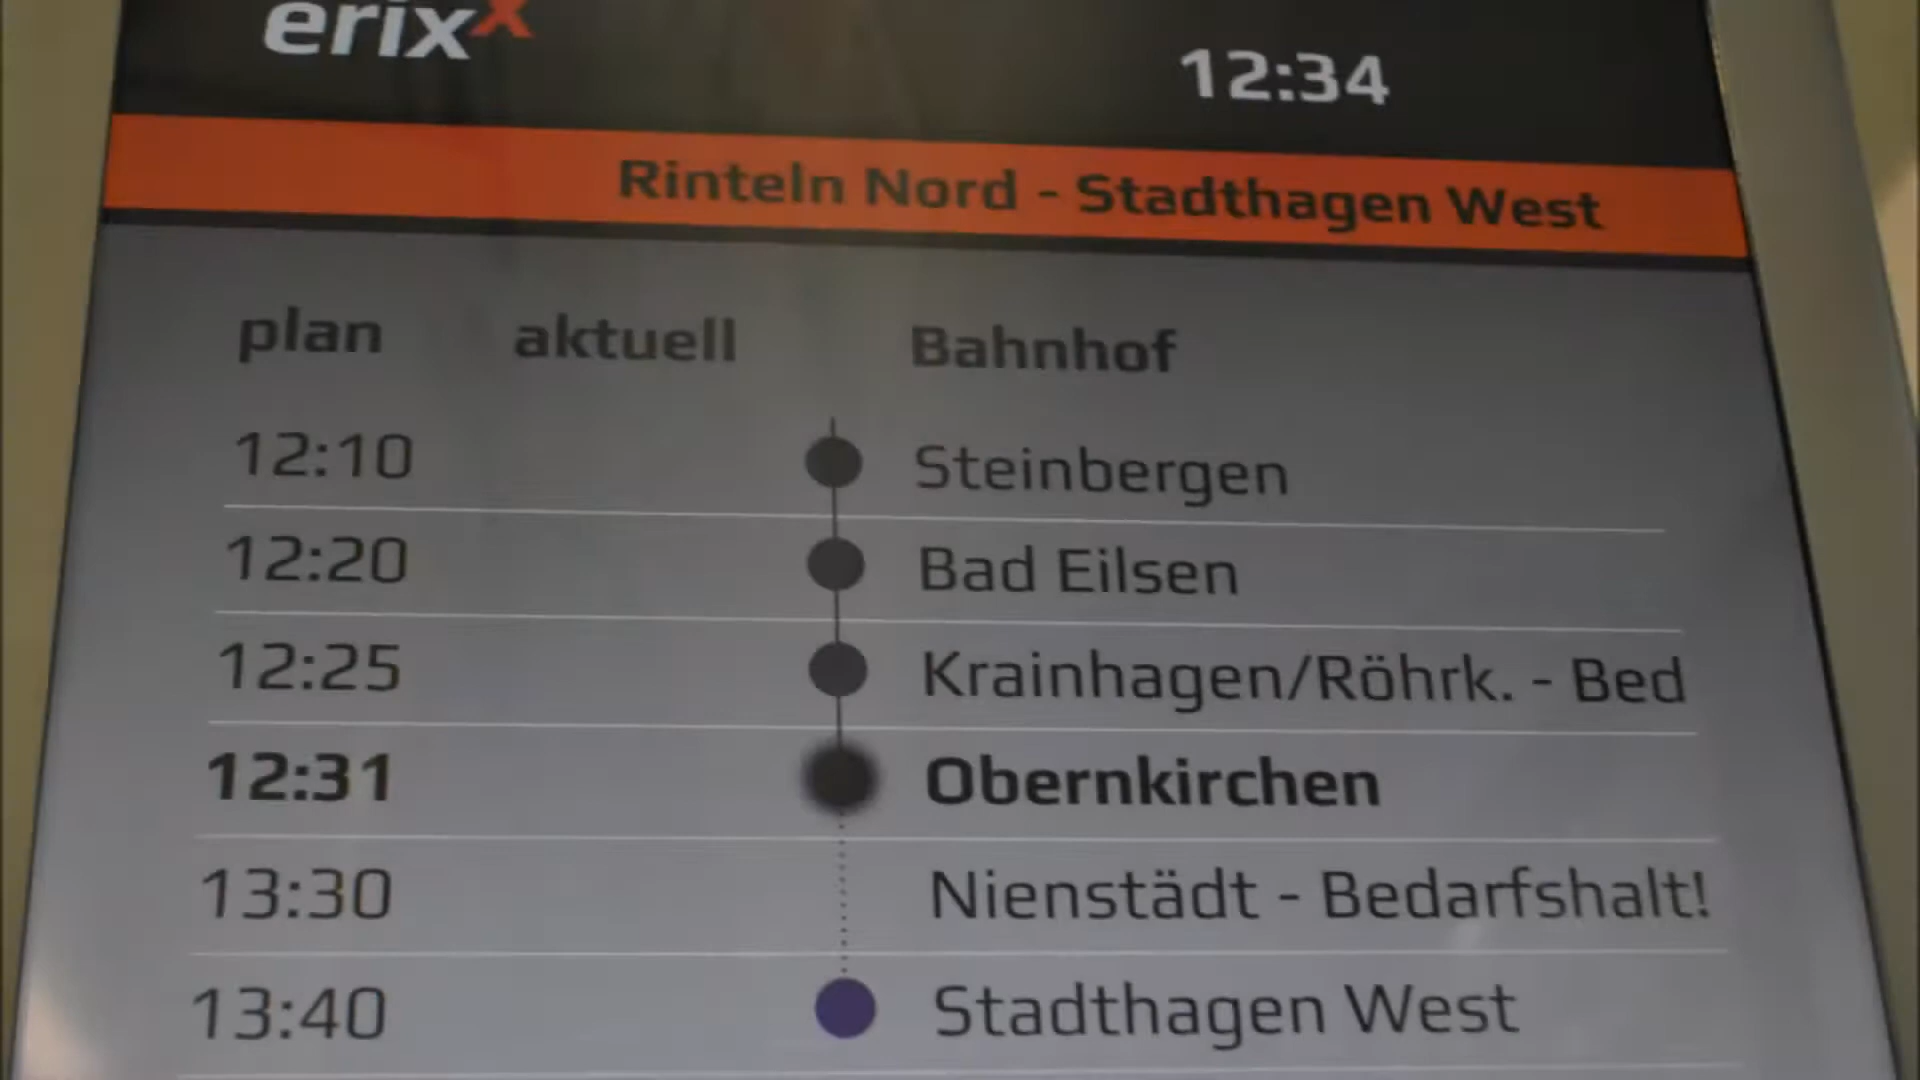 erixx
12:34
Rinteln Nord - Stadthagen West
plan aktuell Bahnhof
12:10 Steinbergen
12:20 Bad Eilsen
12:25 Krainhagen/Röhrk. - Bed
12:31 Obernkirchen
13:30 Nienstädt - Bedarfshalt!
13:40 Stadthagen West